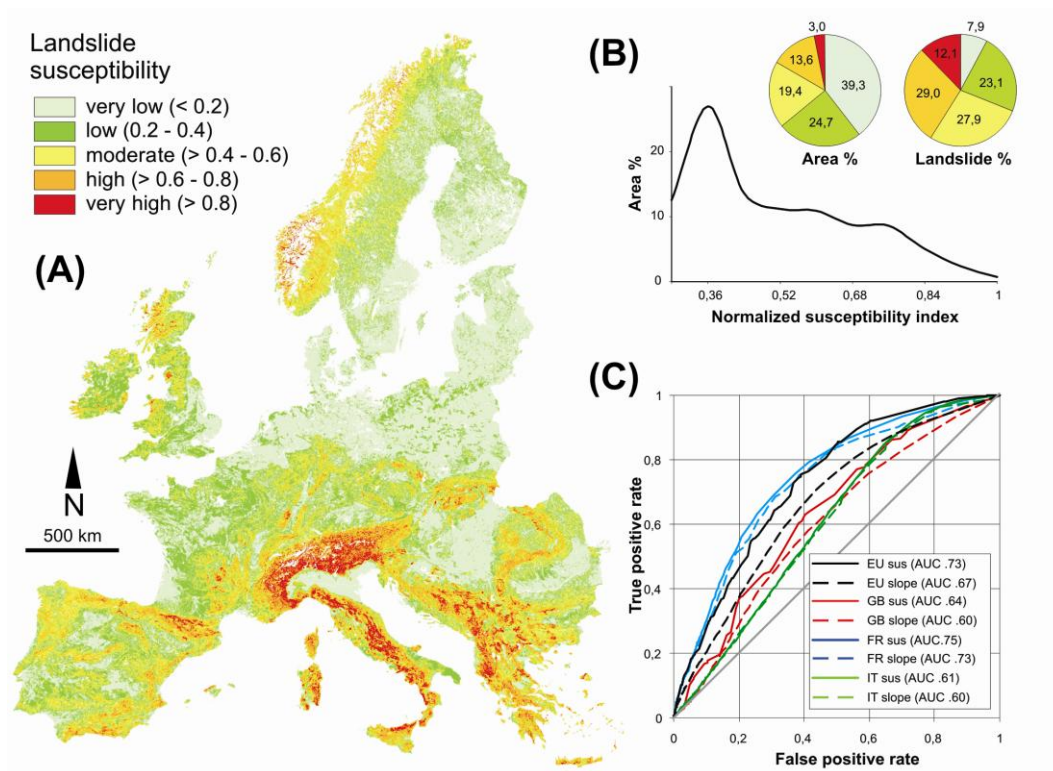 Landslide
susceptibility
very low (< 0.2)
low (0.2 - 0.4)
moderate (> 0.4 - 0.6)
high (> 0.6 - 0.8)
very high (> 0.8)
(A)
N
500 km
(B)
3,0
13,6
39,3
19,4
24,7
Area %
7,9
12,1
23,1
29,0
27,9
Landslide %
Area %
20
10
0
0,36
0,52
0,68
0,84
1
Normalized susceptibility index
(C)
True positive rate
1
0,8
0,6
0,4
0,2
0
EU sus (AUC .73)
EU slope (AUC .67)
GB sus (AUC .64)
GB slope (AUC .60)
FR sus (AUC.75)
FR slope (AUC .73)
IT sus (AUC .61)
IT slope (AUC .60)
0
0,2
0,4
0,6
0,8
1
False positive rate